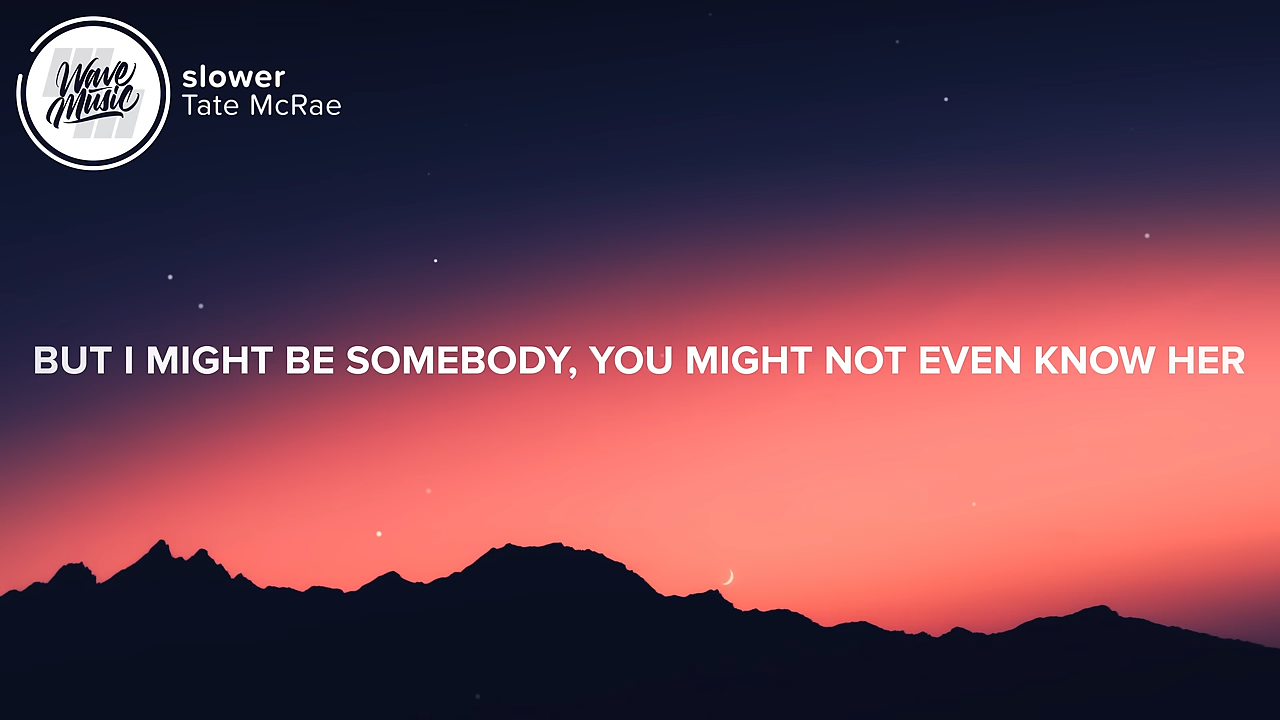 Wave
Music
slower
Tate McRae
BUT I MIGHT BE SOMEBODY, YOU MIGHT NOT EVEN KNOW HER